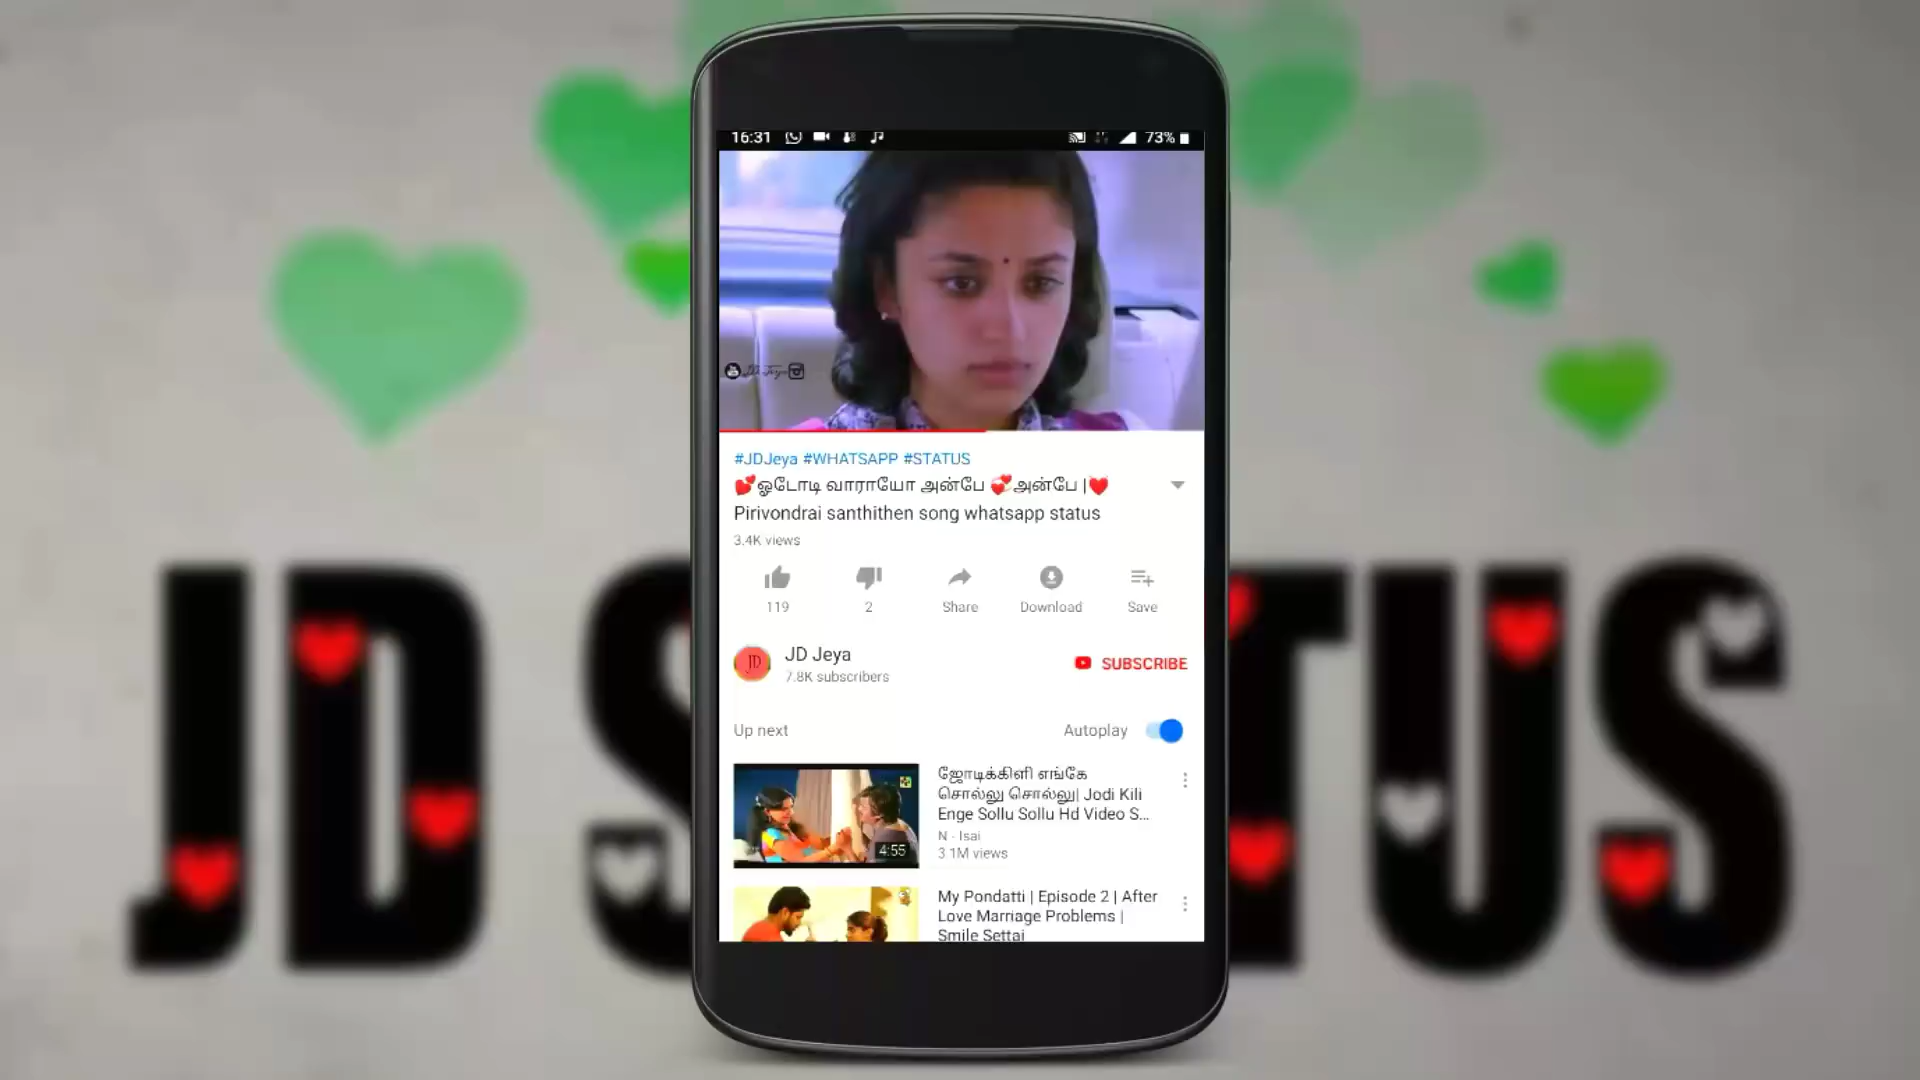 16:31 73%
JD Jeya
#JDJeya #WHATSAPP #STATUS
💕ஓடோடி வாராயோ அன்பே 💞அன்பே |❤️
Pirivondrai santhithen song whatsapp status
3.4K views
119 2 Share Download Save
JD Jeya
7.8K subscribers
SUBSCRIBE
JD
Up next Autoplay
ஜோடிக்கிளி எங்கே
சொல்லு சொல்லு| Jodi Kili
Enge Sollu Sollu Hd Video S...
N - Isai
3.1M views
4:55
My Pondatti | Episode 2 | After
Love Marriage Problems |
Smile Settai
JD S TUS